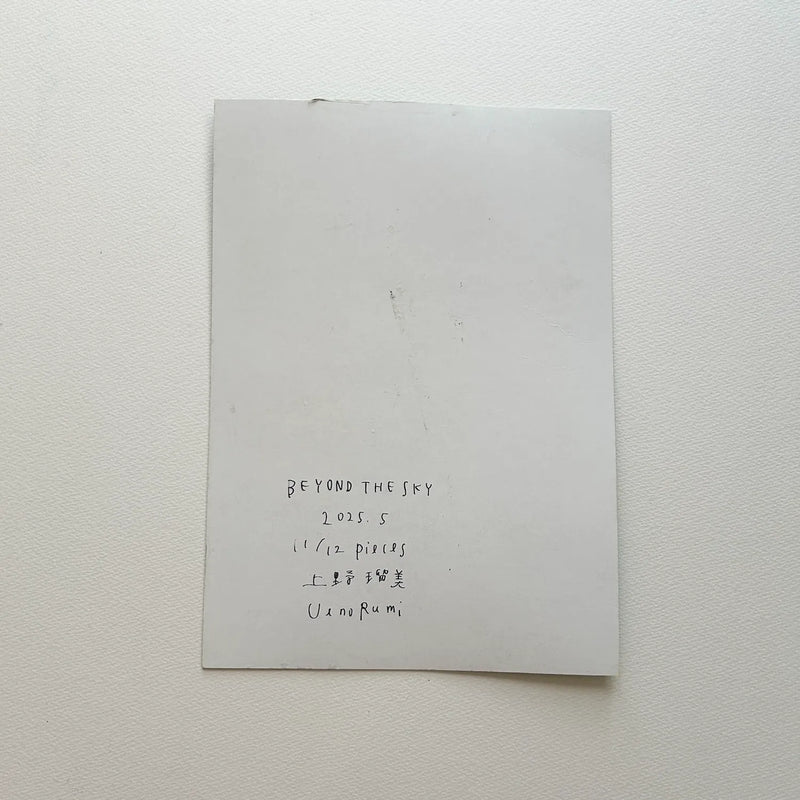 BEYOND THE SKY
2025. 5
11/12 pieces
上野 瑠美
Ueno Rumi